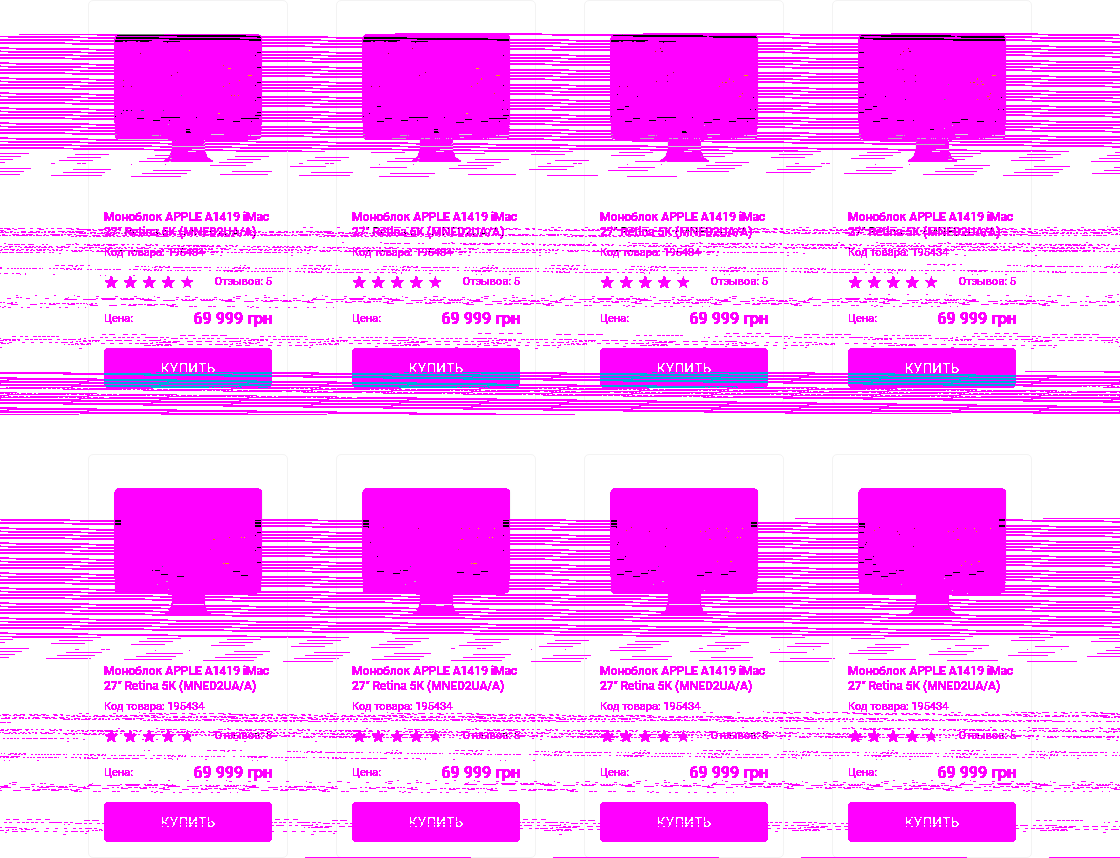 Моноблок APPLE A1419 iMac
27" Retina 5K (MNED2UA/A)
Код товара: 195434
Отзывов: 5
Цена: 69 999 грн
КУПИТЬ
Моноблок APPLE A1419 iMac
27" Retina 5K (MNED2UA/A)
Код товара: 195434
Отзывов: 5
Цена: 69 999 грн
КУПИТЬ
Моноблок APPLE A1419 iMac
27" Retina 5K (MNED2UA/A)
Код товара: 195434
Отзывов: 5
Цена: 69 999 грн
КУПИТЬ
Моноблок APPLE A1419 iMac
27" Retina 5K (MNED2UA/A)
Код товара: 195434
Отзывов: 5
Цена: 69 999 грн
КУПИТЬ
Моноблок APPLE A1419 iMac
27" Retina 5K (MNED2UA/A)
Код товара: 195434
Отзывов: 5
Цена: 69 999 грн
КУПИТЬ
Моноблок APPLE A1419 iMac
27" Retina 5K (MNED2UA/A)
Код товара: 195434
Отзывов: 5
Цена: 69 999 грн
КУПИТЬ
Моноблок APPLE A1419 iMac
27" Retina 5K (MNED2UA/A)
Код товара: 195434
Отзывов: 5
Цена: 69 999 грн
КУПИТЬ
Моноблок APPLE A1419 iMac
27" Retina 5K (MNED2UA/A)
Код товара: 195434
Отзывов: 5
Цена: 69 999 грн
КУПИТЬ